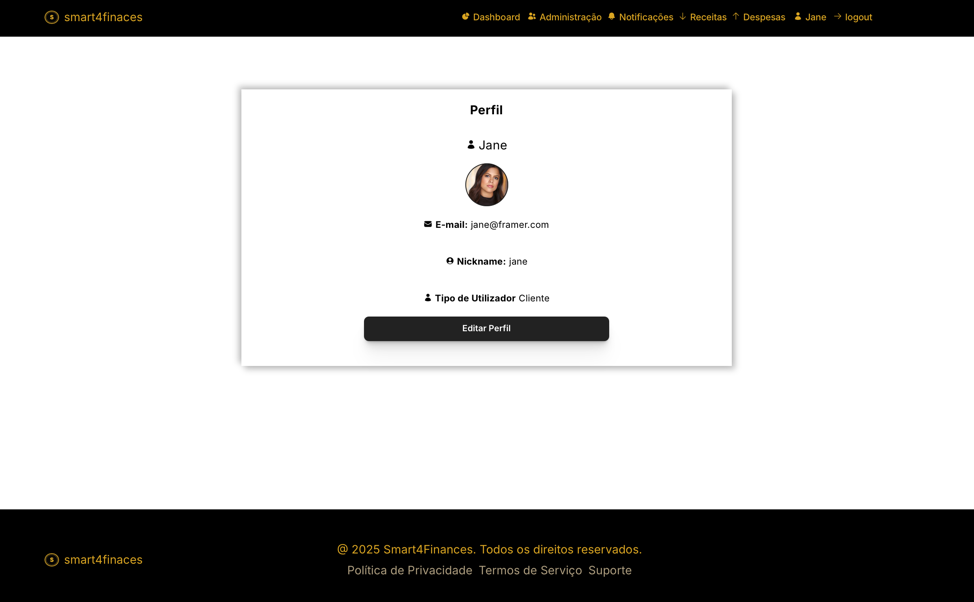 smart4finaces
Dashboard Administração Notificações Receitas Despesas Jane logout
Perfil
Jane
E-mail: jane@framer.com
Nickname: jane
Tipo de Utilizador Cliente
Editar Perfil
smart4finaces
@ 2025 Smart4Finances. Todos os direitos reservados.
Política de Privacidade Termos de Serviço Suporte